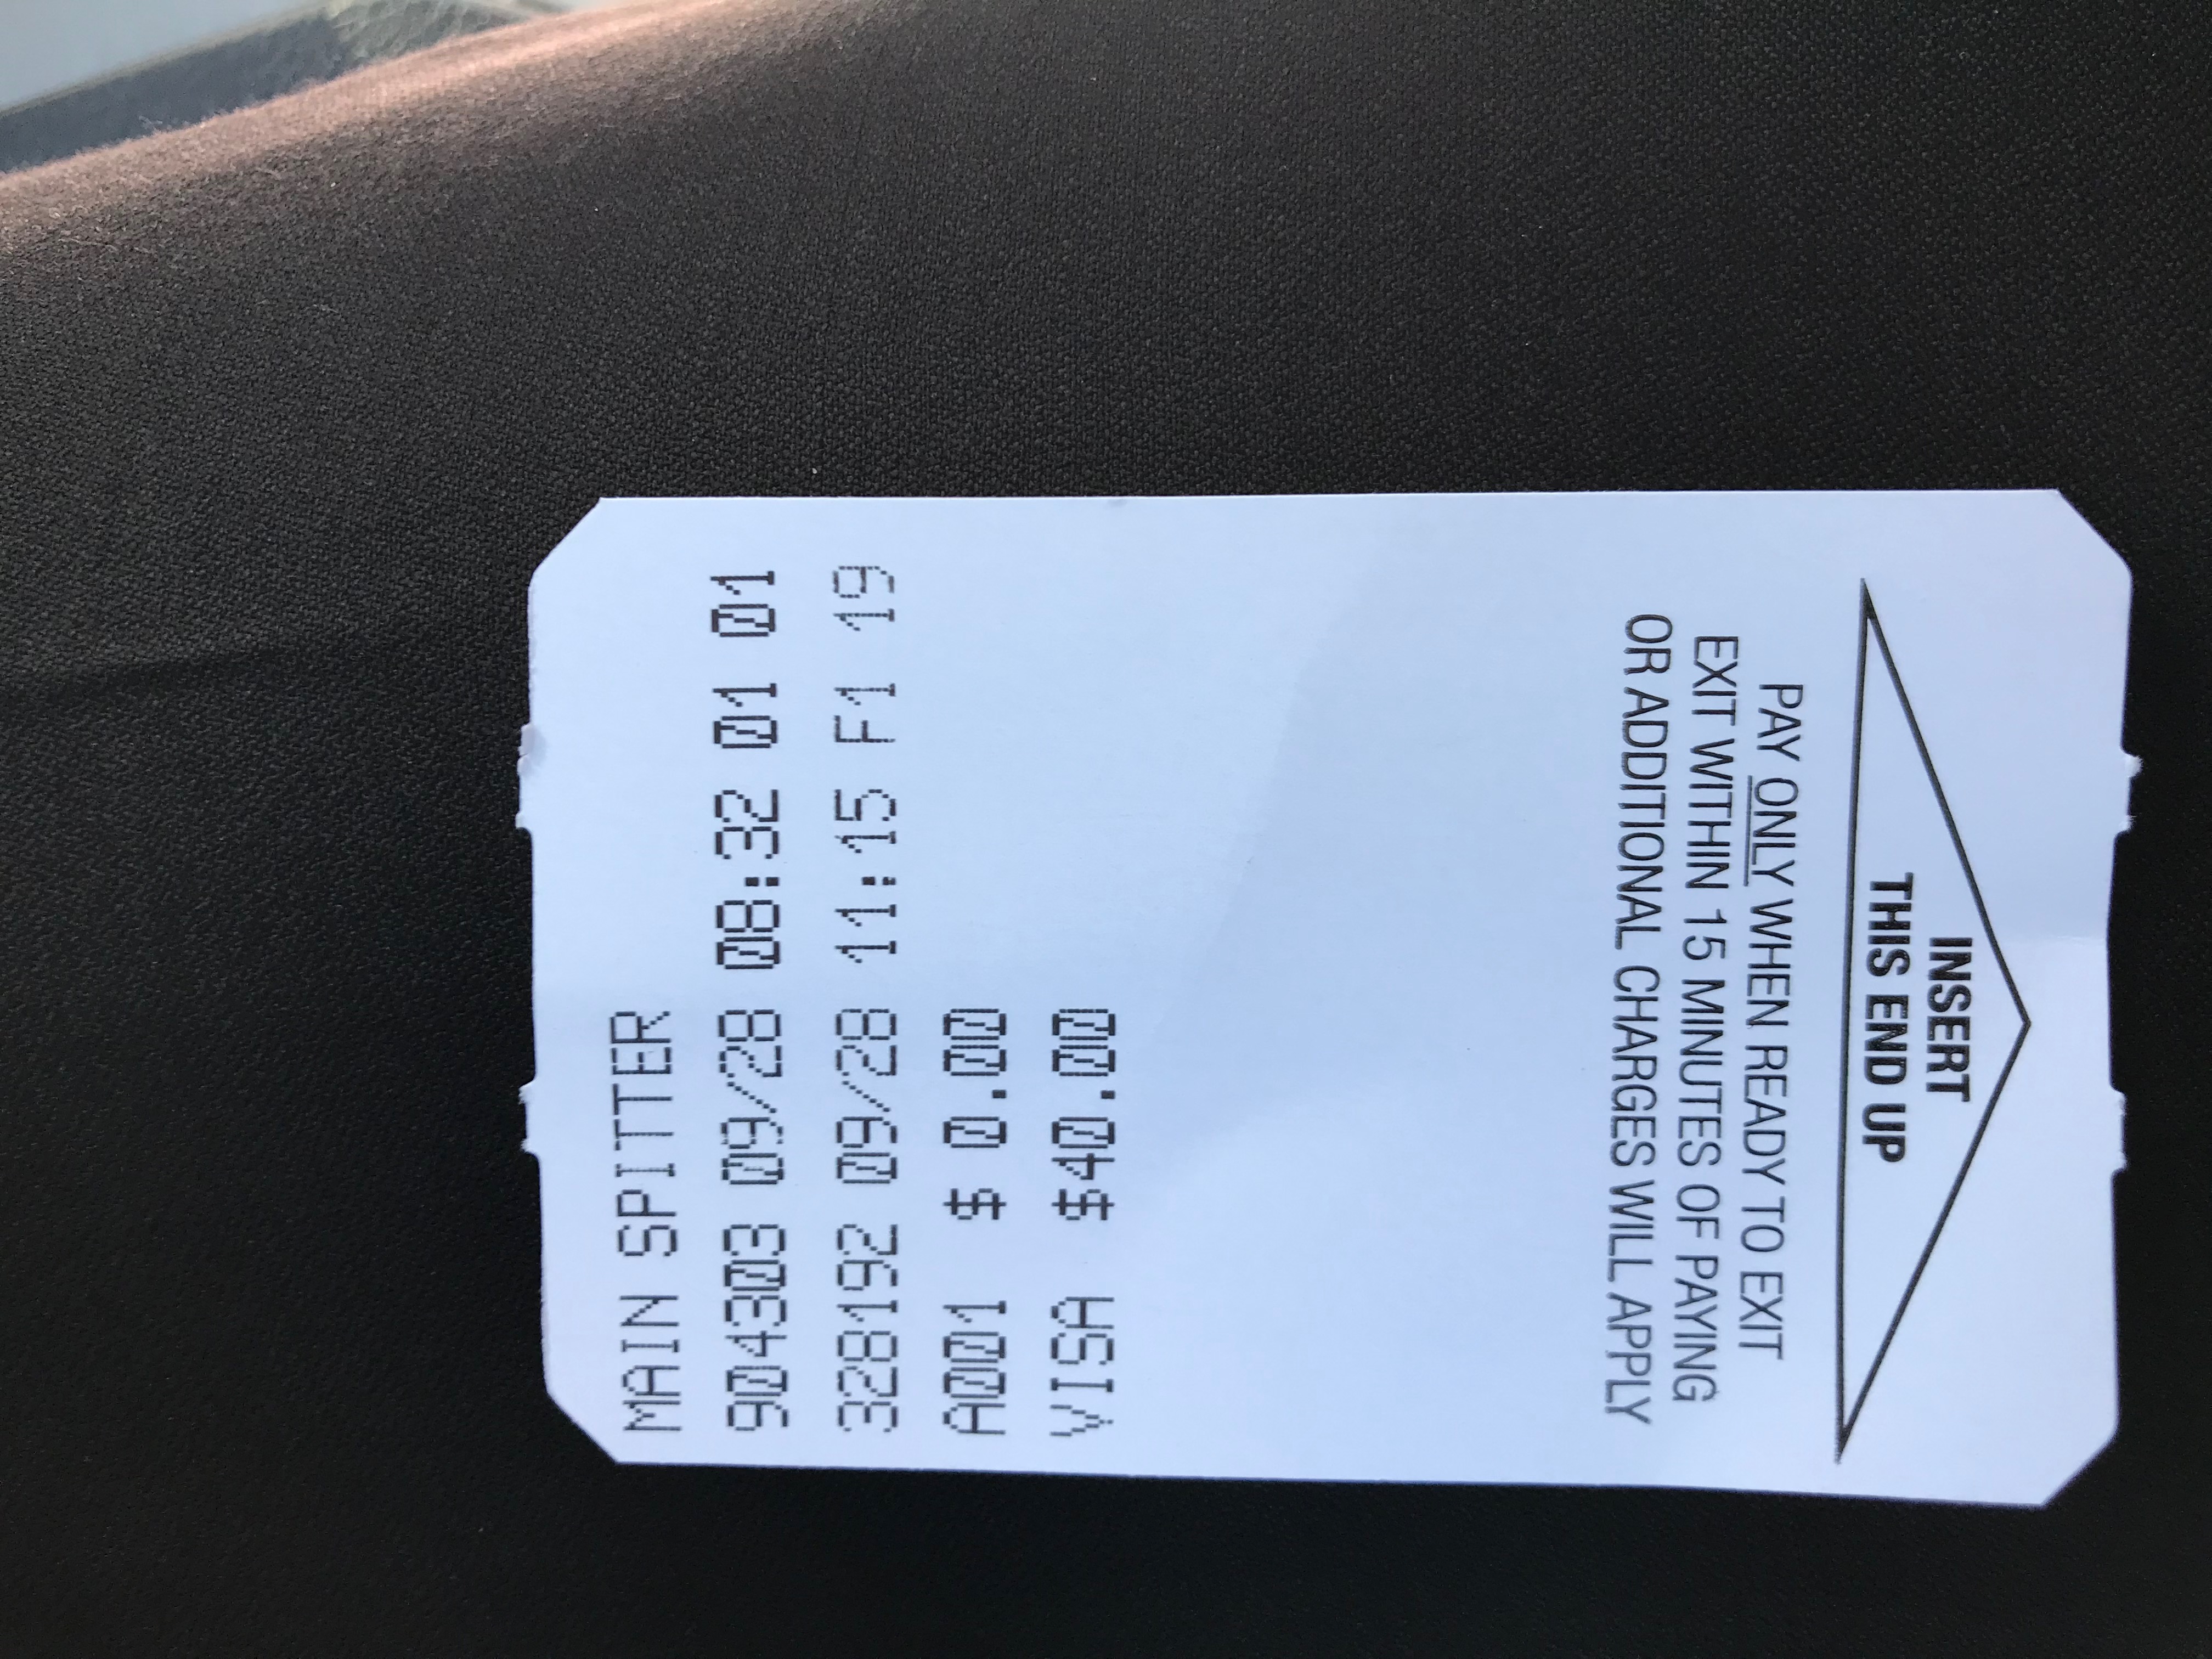 MAIN SPITTER
904303 09/28 08:32 01 01
328192 09/28 11:15 F1 19
A001 $ 0.00
VISA $40.00
INSERT
THIS END UP
PAY ONLY WHEN READY TO EXIT
EXIT WITHIN 15 MINUTES OF PAYING
OR ADDITIONAL CHARGES WILL APPLY